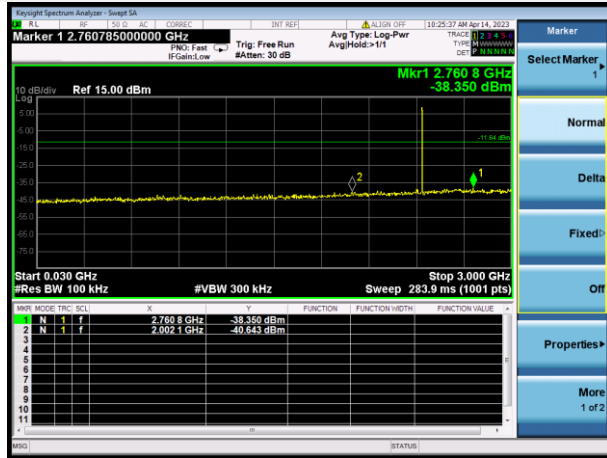 Keysight Spectrum Analyzer - Swept SA
RL RF 50 Ω AC CORREC INT REF ALIGN OFF 10:25:37 AM Apr 14, 2023
Marker 1 2.760785000000 GHz
PNO: Fast
IFGain:Low
Trig: Free Run
#Atten: 30 dB
Avg Type: Log-Pwr
Avg|Hold:>1/1
TRACE 1 2 3 4 5 6
TYPE M WWWWW
DET P N N N N N
Marker
Select Marker
1
Normal
Delta
Fixed
Off
Properties
More
1 of 2
Mkr1 2.760 8 GHz
-38.350 dBm
10 dB/div Ref 15.00 dBm
Log
5.00
-5.00
-11.54 dBm
-15.0
-25.0
-35.0
-45.0
-55.0
-65.0
-75.0
2
1
Start 0.030 GHz Stop 3.000 GHz
#Res BW 100 kHz #VBW 300 kHz Sweep 283.9 ms (1001 pts)
MKR MODE TRC SCL X Y FUNCTION FUNCTION WIDTH FUNCTION VALUE
1 N 1 f 2.760 8 GHz -38.350 dBm
2 N 1 f 2.002 1 GHz -40.643 dBm
3
4
5
6
7
8
9
10
11
MSG STATUS